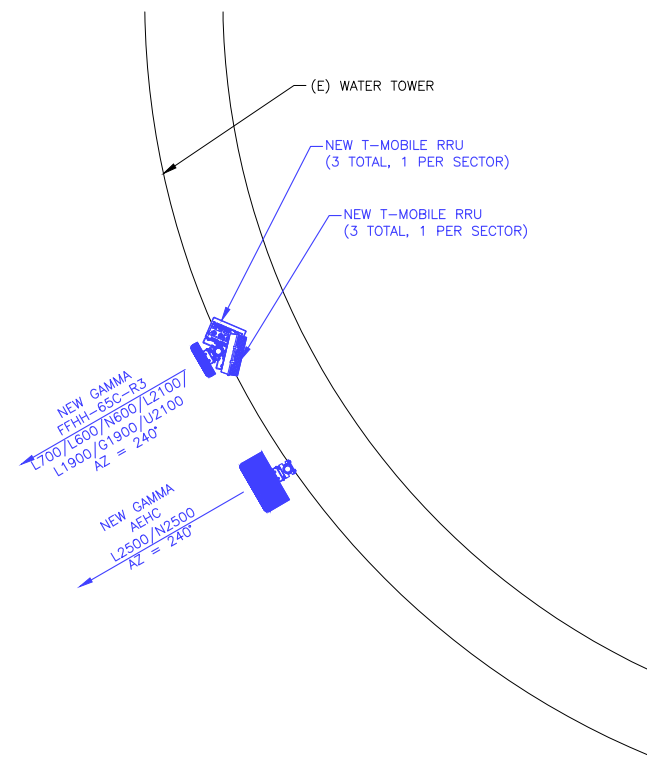 (E) WATER TOWER
NEW T-MOBILE RRU
(3 TOTAL, 1 PER SECTOR)
NEW T-MOBILE RRU
(3 TOTAL, 1 PER SECTOR)
NEW GAMMA
FFHH-65C-R3
L700/L600/N600/L2100/
L1900/G1900/U2100
AZ = 240°
NEW GAMMA
AEHC
L2500/N2500
AZ = 240°